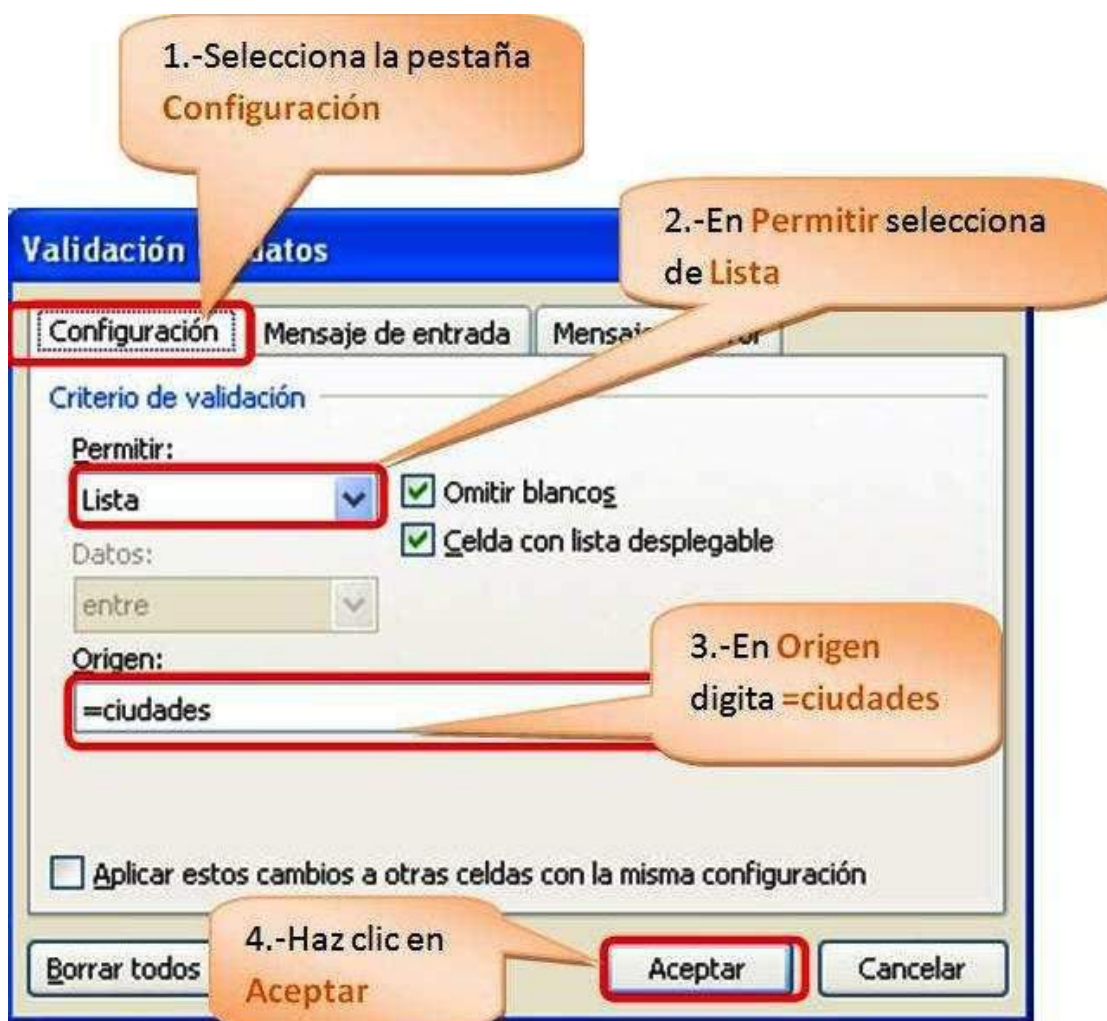 1.-Selecciona la pestaña
Configuración
2.-En Permitir selecciona
de Lista
Validación datos
Configuración
Mensaje de entrada
Mensaje
Criterio de validación
Permitir:
Lista
Omitir blancos
Celda con lista desplegable
Datos:
entre
Origen:
=ciudades
3.-En Origen
digita =ciudades
Aplicar estos cambios a otras celdas con la misma configuración
4.-Haz clic en
Aceptar
Borrar todos
Aceptar
Cancelar